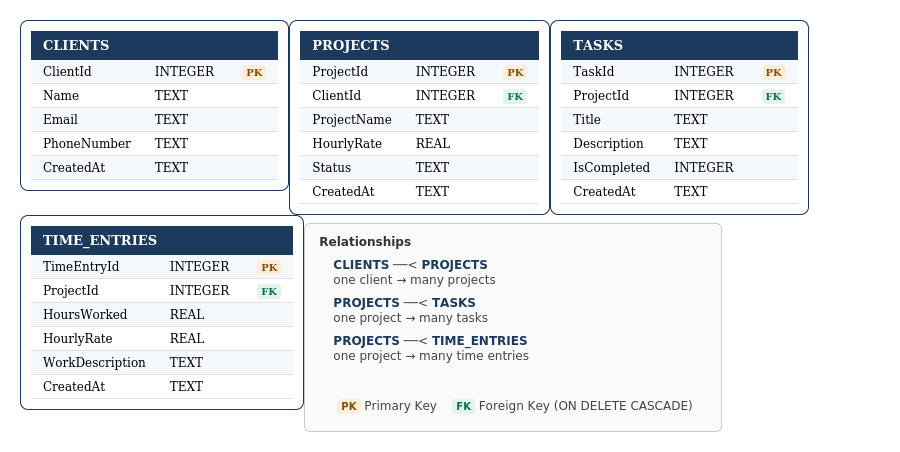 CLIENTS
ClientId INTEGER PK
Name TEXT
Email TEXT
PhoneNumber TEXT
CreatedAt TEXT
PROJECTS
ProjectId INTEGER PK
ClientId INTEGER FK
ProjectName TEXT
HourlyRate REAL
Status TEXT
CreatedAt TEXT
TASKS
TaskId INTEGER PK
ProjectId INTEGER FK
Title TEXT
Description TEXT
IsCompleted INTEGER
CreatedAt TEXT
TIME_ENTRIES
TimeEntryId INTEGER PK
ProjectId INTEGER FK
HoursWorked REAL
HourlyRate REAL
WorkDescription TEXT
CreatedAt TEXT
Relationships
CLIENTS ──< PROJECTS
one client → many projects
PROJECTS ──< TASKS
one project → many tasks
PROJECTS ──< TIME_ENTRIES
one project → many time entries
PK Primary Key FK Foreign Key (ON DELETE CASCADE)